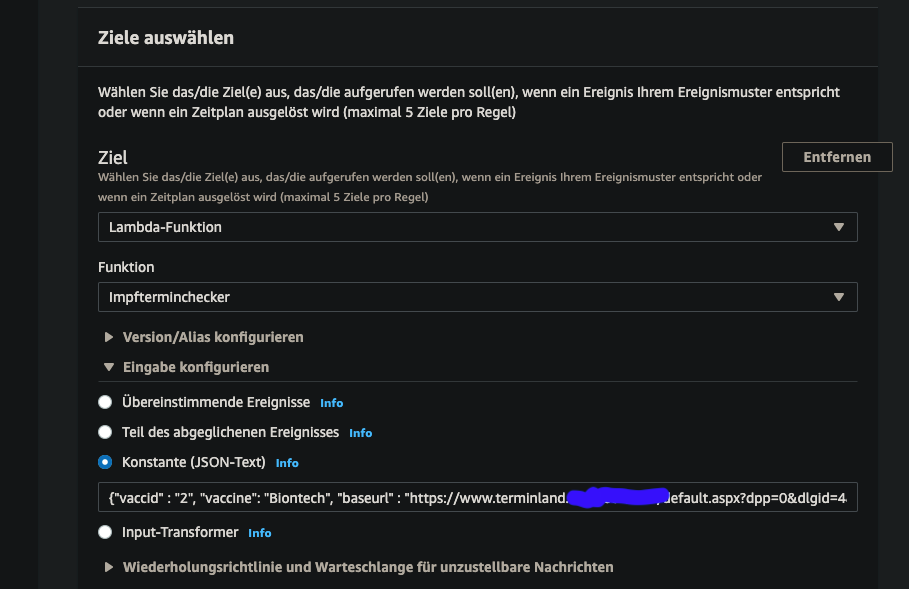 Ziele auswählen
Wählen Sie das/die Ziel(e) aus, das/die aufgerufen werden soll(en), wenn ein Ereignis Ihrem Ereignismuster entspricht
oder wenn ein Zeitplan ausgelöst wird (maximal 5 Ziele pro Regel)
Ziel
Entfernen
Wählen Sie das/die Ziel(e) aus, das/die aufgerufen werden soll(en), wenn ein Ereignis Ihrem Ereignismuster entspricht oder
wenn ein Zeitplan ausgelöst wird (maximal 5 Ziele pro Regel)
Lambda-Funktion
Funktion
Impfterminchecker
Version/Alias konfigurieren
Eingabe konfigurieren
Übereinstimmende Ereignisse Info
Teil des abgeglichenen Ereignisses Info
Konstante (JSON-Text) Info
{"vaccid" : "2", "vaccine": "Biontech", "baseurl" : "https://www.terminland. default.aspx?dpp=0&dlgid=4
Input-Transformer Info
Wiederholungsrichtlinie und Warteschlange für unzustellbare Nachrichten